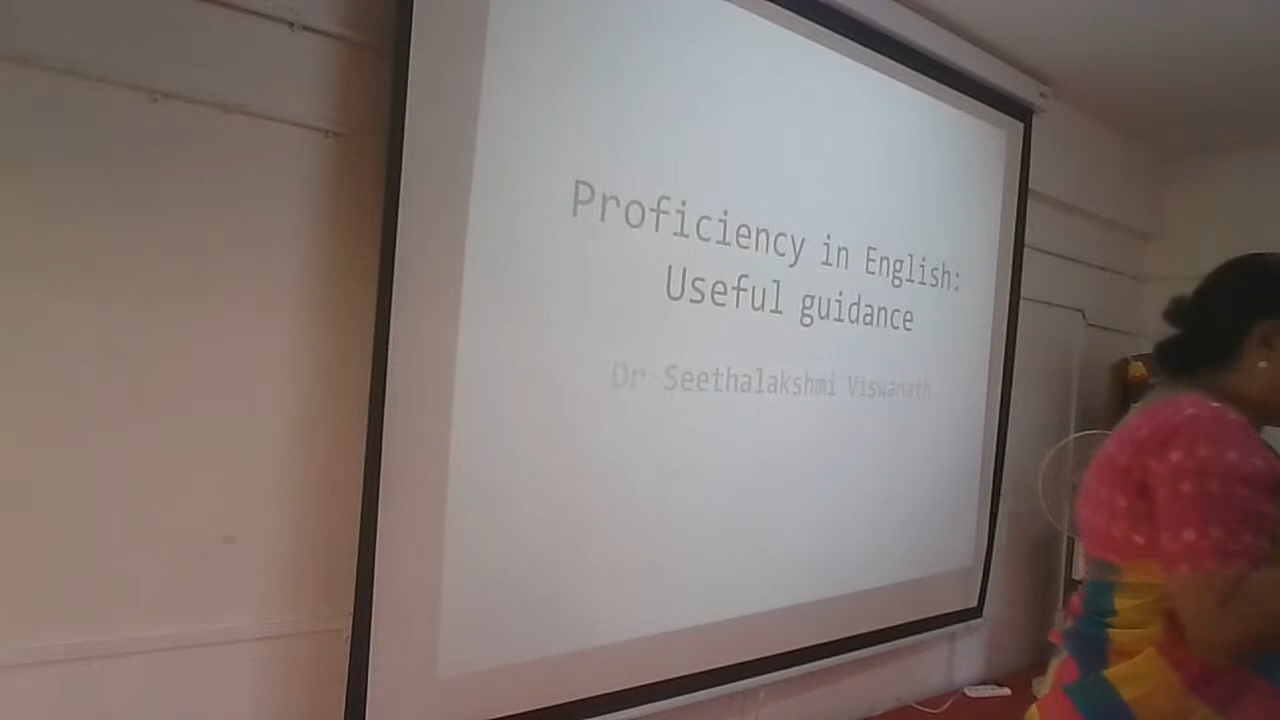 Proficiency in English:
Useful guidance
Dr Seethalakshmi Viswanath